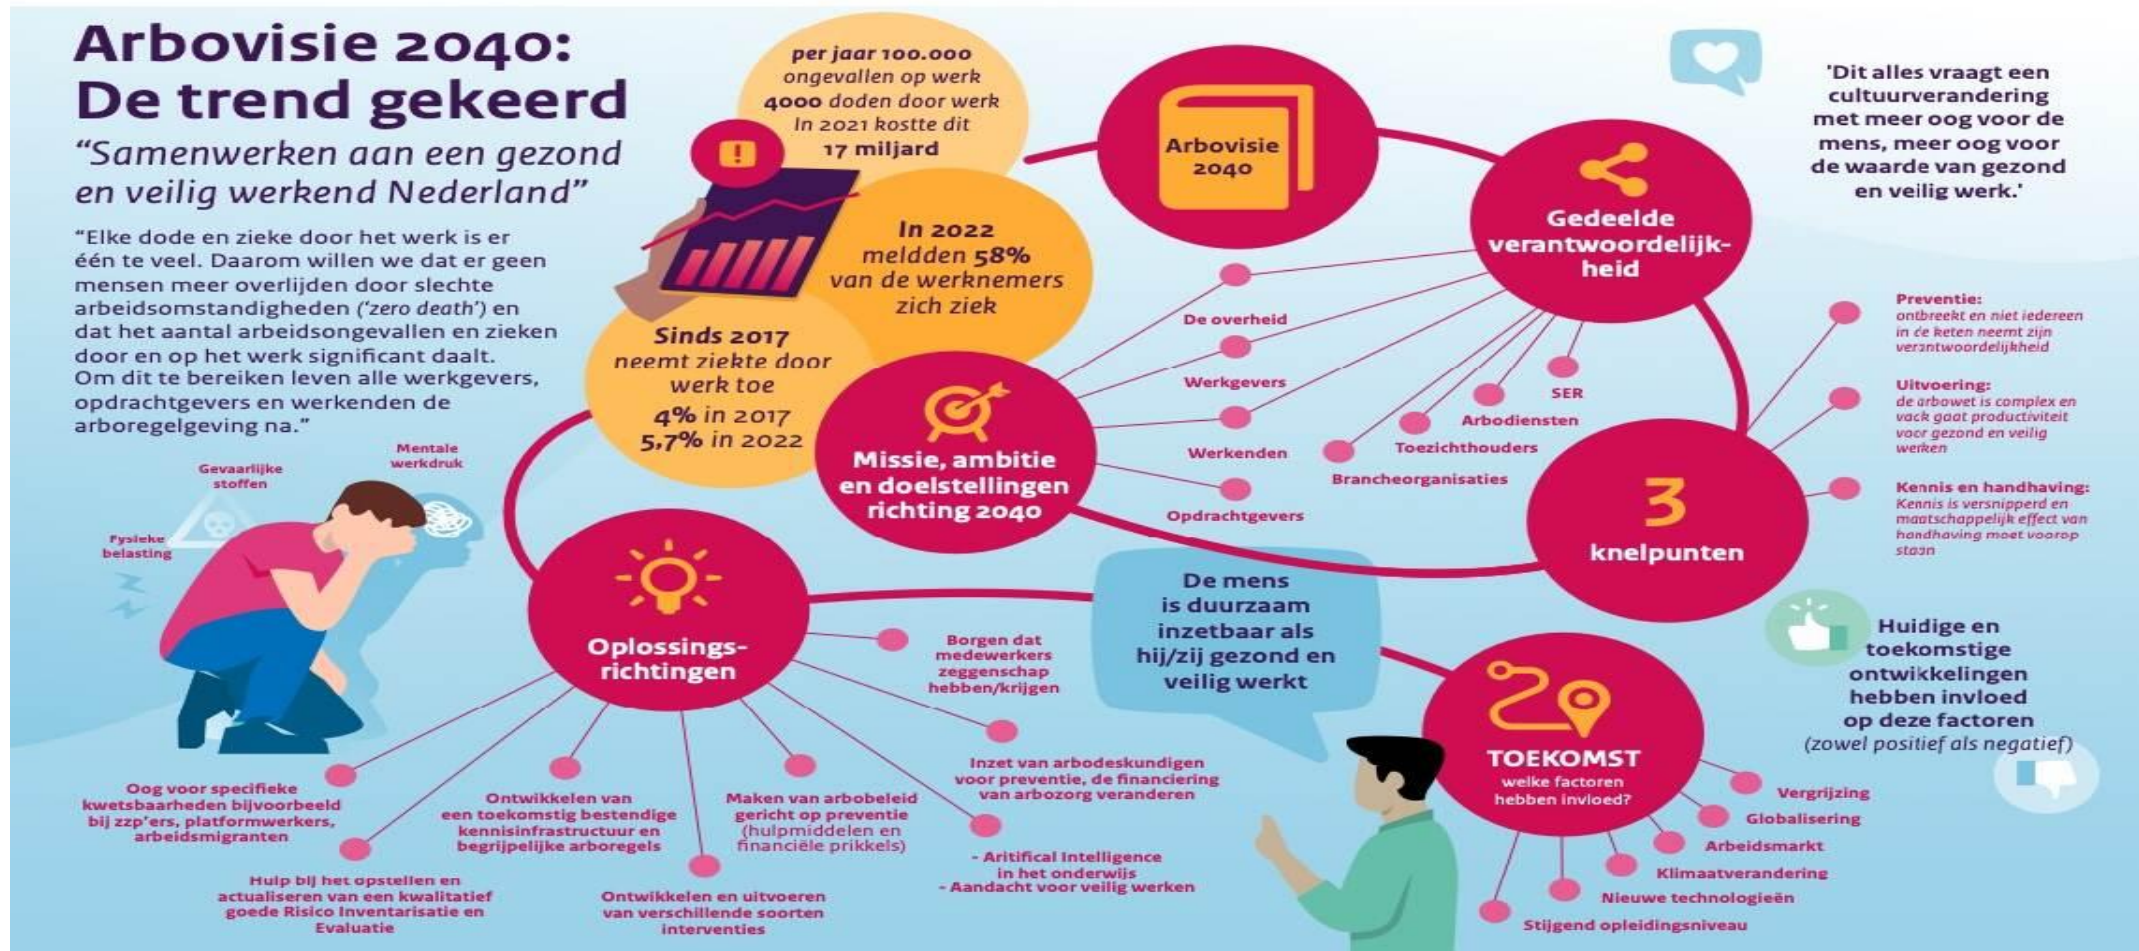 Arbovisie 2040:
De trend gekeerd
“Samenwerken aan een gezond
en veilig werkend Nederland”
“Elke dode en zieke door het werk is er
één te veel. Daarom willen we dat er geen
mensen meer overlijden door slechte
arbeidsomstandigheden (‘zero death’) en
dat het aantal arbeidsongevallen en zieken
door en op het werk significant daalt.
Om dit te bereiken leven alle werkgevers,
opdrachtgevers en werkenden de
arboregelgeving na.”
Mentale
werkdruk
Gevaarlijke
stoffen
Fysieke
belasting
per jaar 100.000
ongevallen op werk
4000 doden door werk
In 2021 kostte dit
17 miljard
In 2022
meldden 58%
van de werknemers
zich ziek
Sinds 2017
neemt ziekte door
werk toe
4% in 2017
5,7% in 2022
Arbovisie
2040
Gedeelde
verantwoordelijk-
heid
'Dit alles vraagt een
cultuurverandering
met meer oog voor de
mens, meer oog voor
de waarde van gezond
en veilig werk.'
De overheid
Werkgevers
Werkenden
Opdrachtgevers
Brancheorganisaties
Toezichthouders
Arbodiensten
SER
Missie, ambitie
en doelstellingen
richting 2040
3
knelpunten
Preventie:
ontbreekt en niet iedereen
in de keten neemt zijn
verantwoordelijkheid
Uitvoering:
de arbowet is complex en
vaak gaat productiviteit
voor gezond en veilig
werken
Kennis en handhaving:
Kennis is versnipperd en
maatschappelijk effect van
handhaving moet voorop
staan
Oplossings-
richtingen
Borgen dat
medewerkers
zeggenschap
hebben/krijgen
Inzet van arbodeskundigen
voor preventie, de financiering
van arbozorg veranderen
- Aritifical Intelligence
in het onderwijs
- Aandacht voor veilig werken
Maken van arbobeleid
gericht op preventie
(hulpmiddelen en
financiële prikkels)
Ontwikkelen en uitvoeren
van verschillende soorten
interventies
Ontwikkelen van
een toekomstig bestendige
kennisinfrastructuur en
begrijpelijke arboregels
Hulp bij het opstellen en
actualiseren van een kwalitatief
goede Risico Inventarisatie en
Evaluatie
Oog voor specifieke
kwetsbaarheden bijvoorbeeld
bij zzp’ers, platformwerkers,
arbeidsmigranten
De mens
is duurzaam
inzetbaar als
hij/zij gezond en
veilig werkt
TOEKOMST
welke factoren
hebben invloed?
Huidige en
toekomstige
ontwikkelingen
hebben invloed
op deze factoren
(zowel positief als negatief)
Vergrijzing
Globalisering
Arbeidsmarkt
Klimaatverandering
Nieuwe technologieën
Stijgend opleidingsniveau